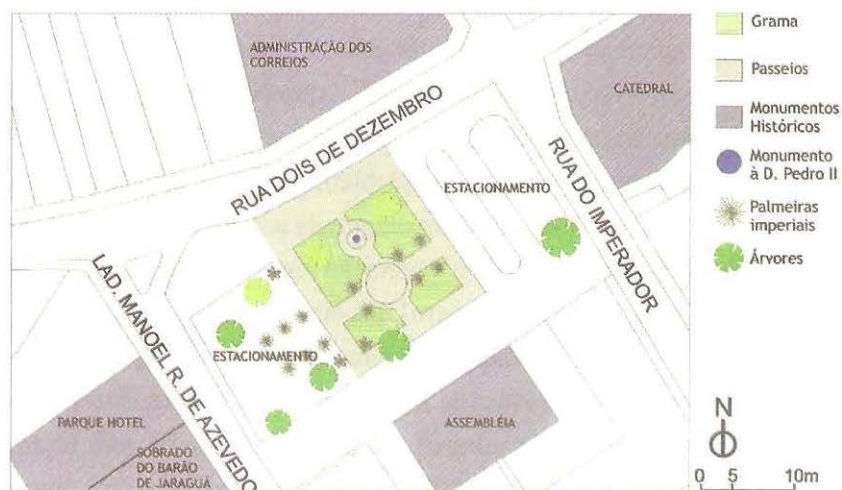 ADMINISTRAÇÃO DOS
CORREIOS
RUA DOIS DE DEZEMBRO
CATEDRAL
ESTACIONAMENTO
RUA DO IMPERADOR
LAD. MANOEL R. DE AZEVEDO
ESTACIONAMENTO
PARQUE HOTEL
SOBRADO
DO BARÃO
DE JARAGUÁ
ASSEMBLÉIA
Grama
Passeios
Monumentos
Históricos
Monumento
à D. Pedro II
Palmeiras
imperiais
Árvores
N
0 5 10m